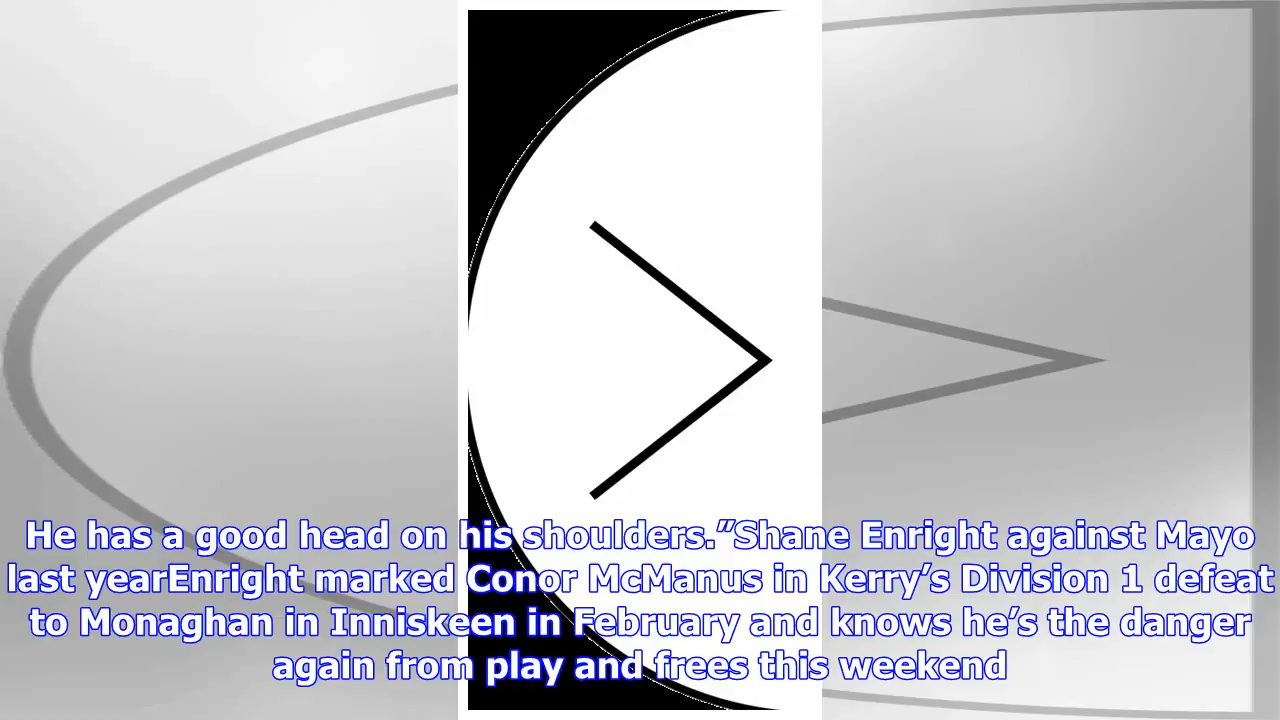 He has a good head on his shoulders.”Shane Enright against Mayo
last yearEnright marked Conor McManus in Kerry’s Division 1 defeat
to Monaghan in Inniskeen in February and knows he’s the danger
again from play and frees this weekend